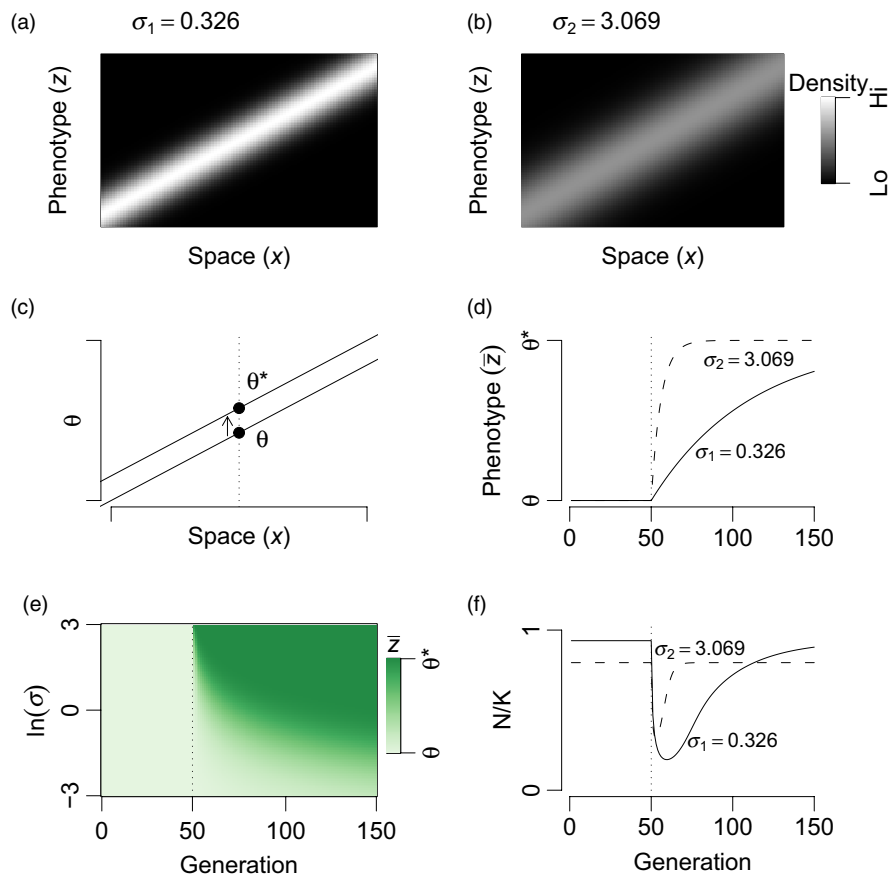 (a)
σ1 = 0.326
Phenotype (z)
Space (x)
(b)
σ2 = 3.069
Phenotype (z)
Space (x)
Density
Hi
Lo
(c)
θ
θ*
θ
Space (x)
(d)
Phenotype (z̄)
θ*
θ
σ2 = 3.069
σ1 = 0.326
0 50 100 150
(e)
ln(σ)
3
0
−3
z̄
θ*
θ
0 50 100 150
Generation
(f)
N/K
1
0
σ2 = 3.069
σ1 = 0.326
0 50 100 150
Generation